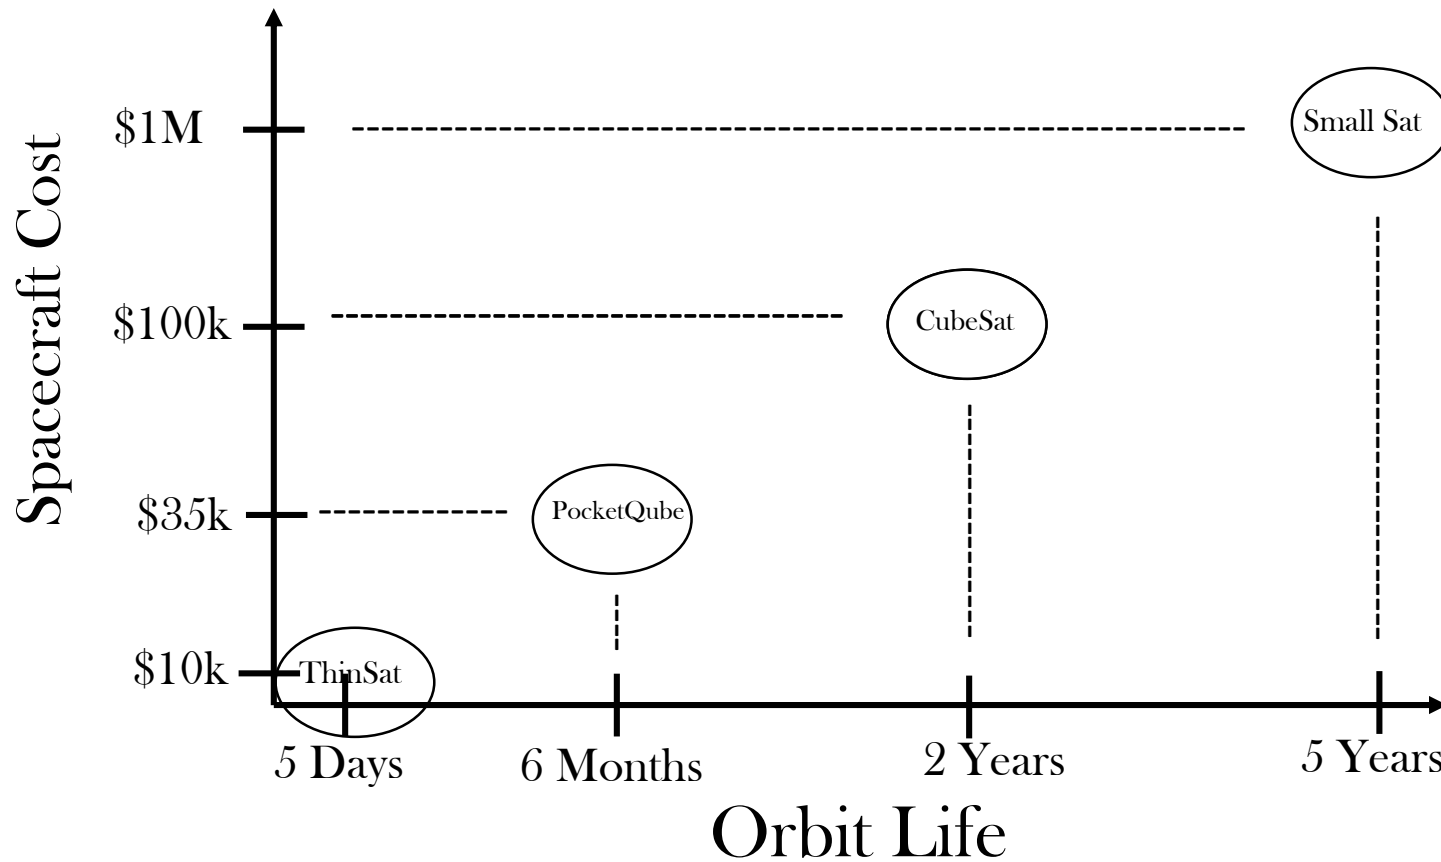 Spacecraft Cost
$1M
$100k
$35k
$10k
Small Sat
CubeSat
PocketQube
ThinSat
5 Days
6 Months
2 Years
5 Years
Orbit Life